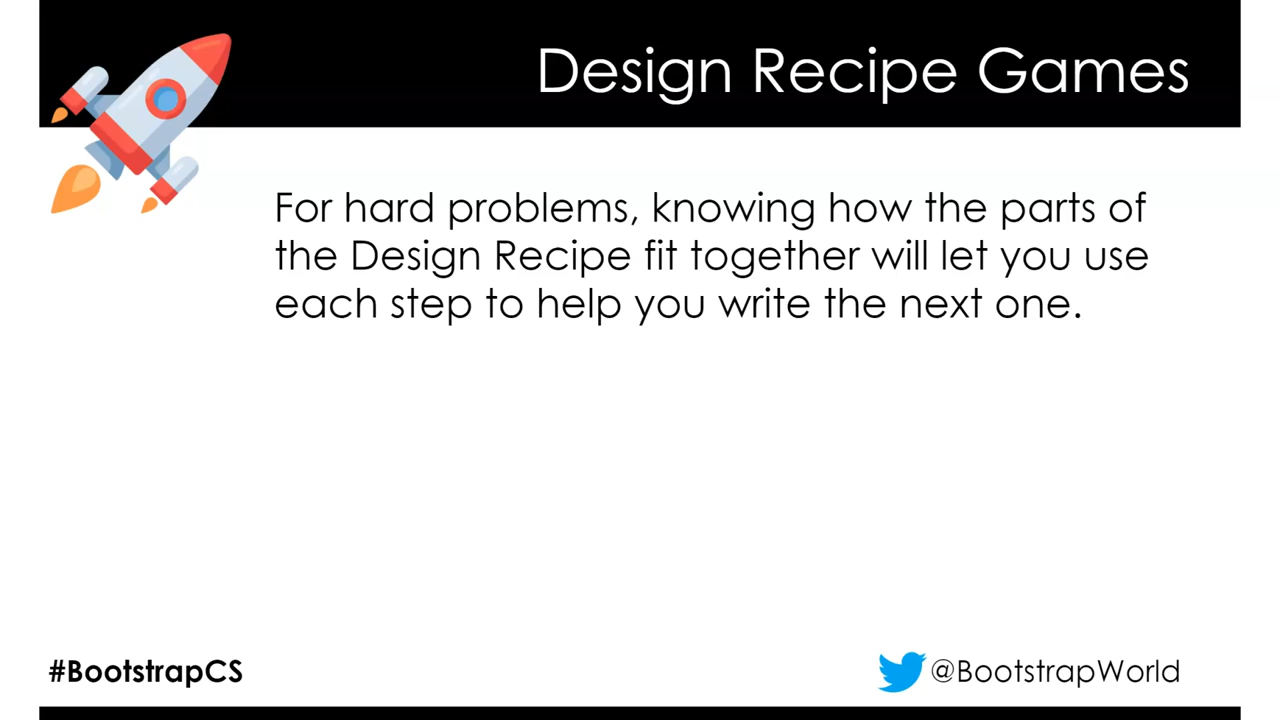 Design Recipe Games
For hard problems, knowing how the parts of
the Design Recipe fit together will let you use
each step to help you write the next one.
#BootstrapCS
@BootstrapWorld